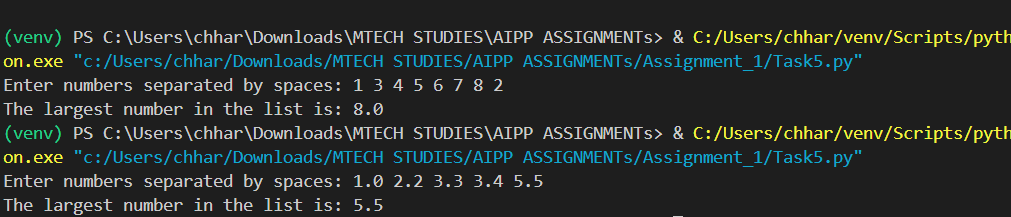 (venv) PS C:\Users\chhar\Downloads\MTECH STUDIES\AIPP ASSIGNMENTs> & C:/Users/chhar/venv/Scripts/pyth
on.exe "c:/Users/chhar/Downloads/MTECH STUDIES/AIPP ASSIGNMENTs/Assignment_1/Task5.py"
Enter numbers separated by spaces: 1 3 4 5 6 7 8 2
The largest number in the list is: 8.0
(venv) PS C:\Users\chhar\Downloads\MTECH STUDIES\AIPP ASSIGNMENTs> & C:/Users/chhar/venv/Scripts/pyth
on.exe "c:/Users/chhar/Downloads/MTECH STUDIES/AIPP ASSIGNMENTs/Assignment_1/Task5.py"
Enter numbers separated by spaces: 1.0 2.2 3.3 3.4 5.5
The largest number in the list is: 5.5